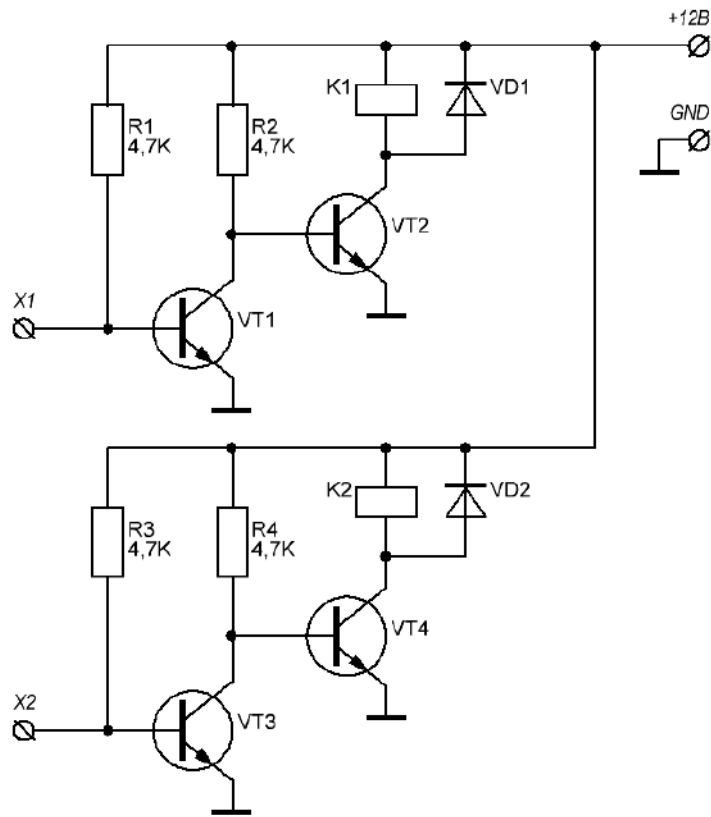 +12В
K1
VD1
R1
4,7K
R2
4,7K
GND
VT2
X1
VT1
K2
VD2
R3
4,7K
R4
4,7K
VT4
X2
VT3